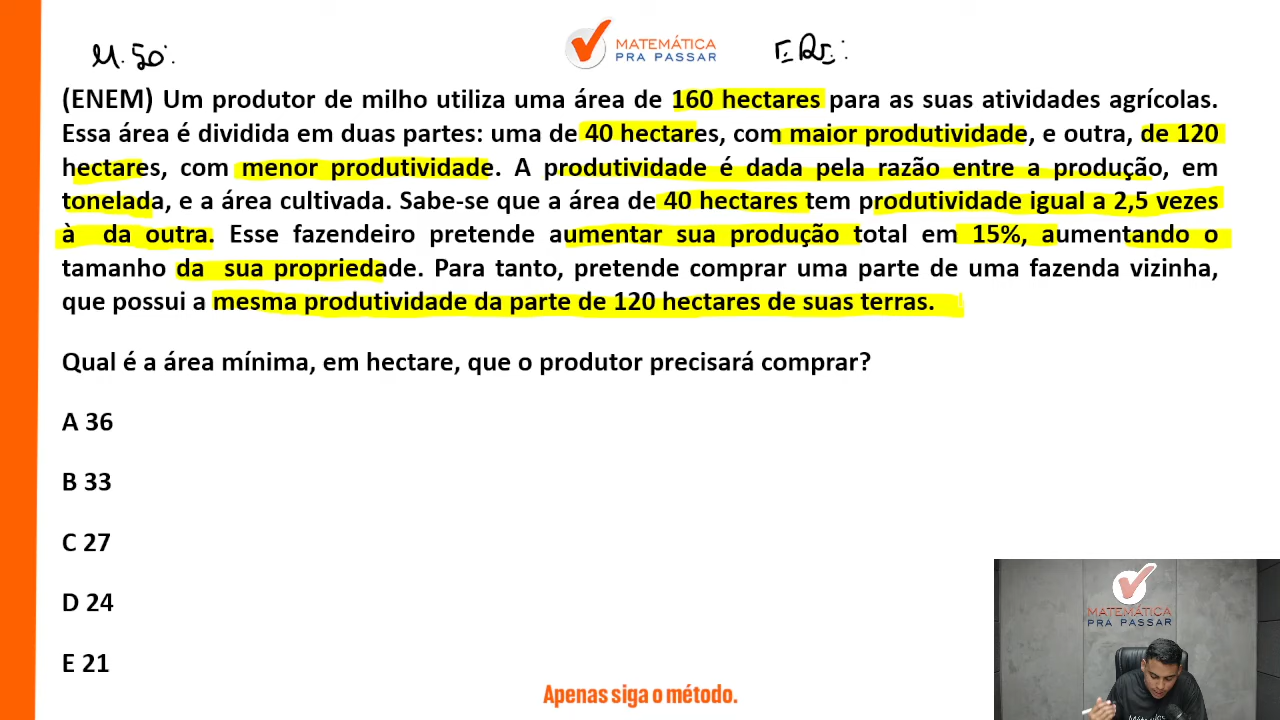 M. 50:
MATEMÁTICA
PRA PASSAR
(ENEM) Um produtor de milho utiliza uma área de 160 hectares para as suas atividades agrícolas.
Essa área é dividida em duas partes: uma de 40 hectares, com maior produtividade, e outra, de 120
hectares, com menor produtividade. A produtividade é dada pela razão entre a produção, em
tonelada, e a área cultivada. Sabe-se que a área de 40 hectares tem produtividade igual a 2,5 vezes
à da outra. Esse fazendeiro pretende aumentar sua produção total em 15%, aumentando o
tamanho da sua propriedade. Para tanto, pretende comprar uma parte de uma fazenda vizinha,
que possui a mesma produtividade da parte de 120 hectares de suas terras.
Qual é a área mínima, em hectare, que o produtor precisará comprar?
A 36
B 33
C 27
D 24
E 21
MATEMÁTICA
PRA PASSAR
Apenas siga o método.